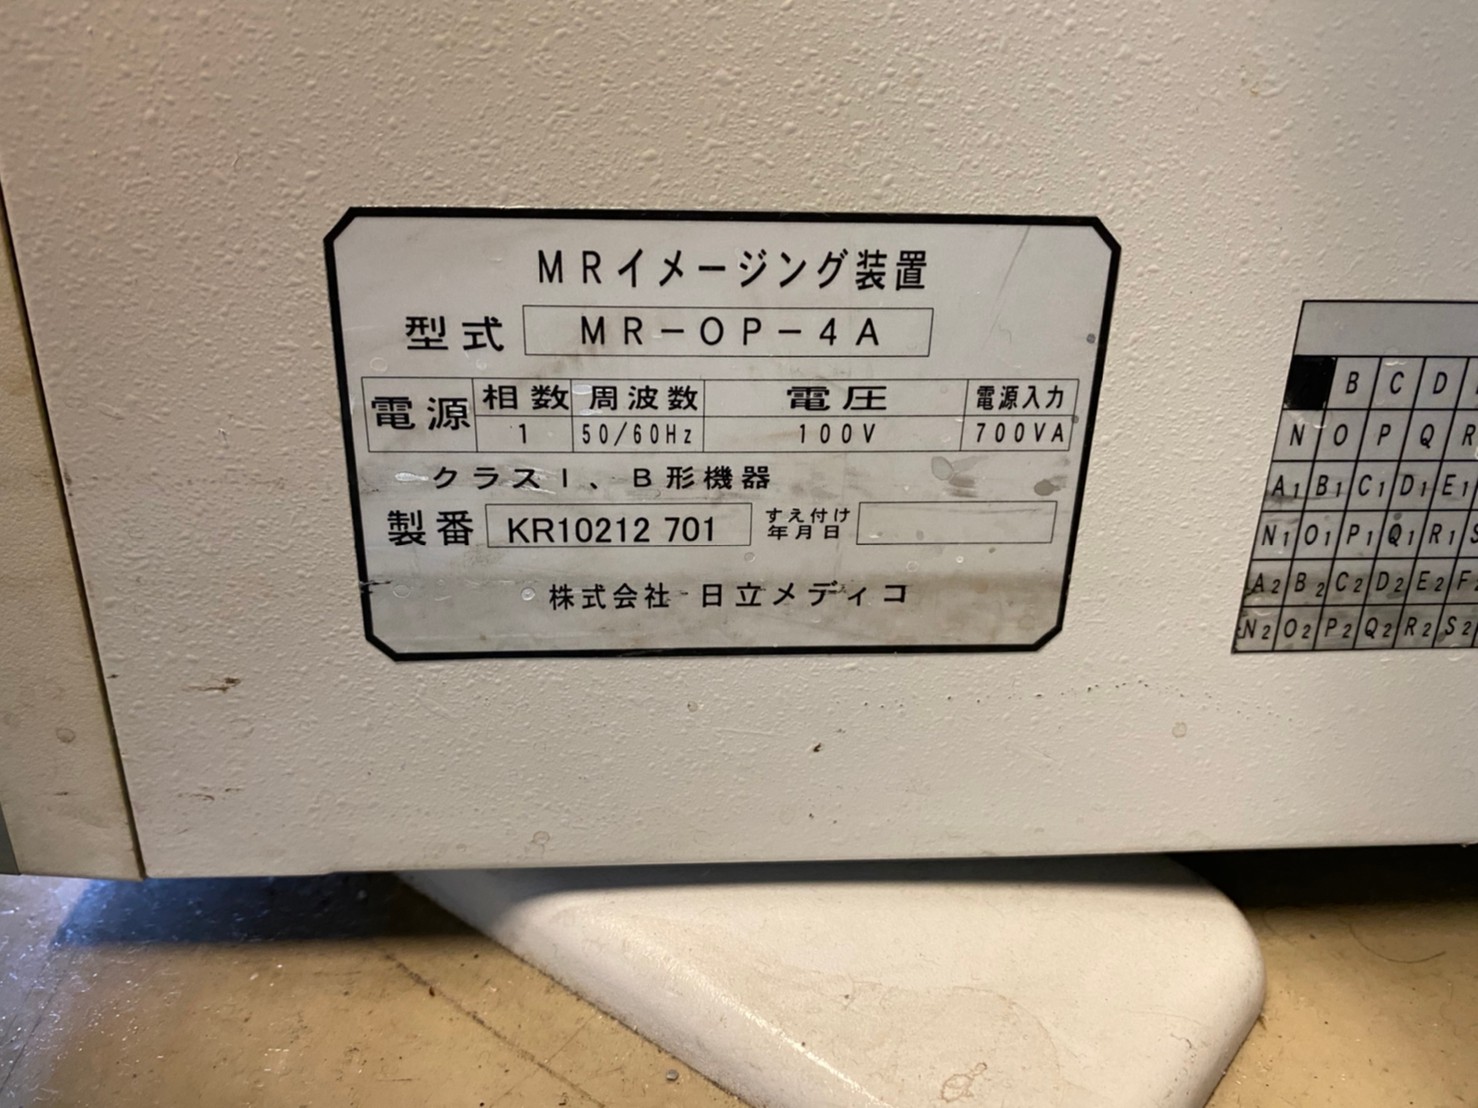 MRイメージング装置
型式 MR-OP-4A
電源 相数 周波数 電圧 電源入力
1 50/60Hz 100V 700VA
クラスI、B形機器
製番 KR10212 701 すえ付け年月日
株式会社 日立メディコ
B C D
N O P Q R
A1 B1 C1 D1 E1
N1 O1 P1 Q1 R1 S
A2 B2 C2 D2 E2 F2
N2 O2 P2 Q2 R2 S2